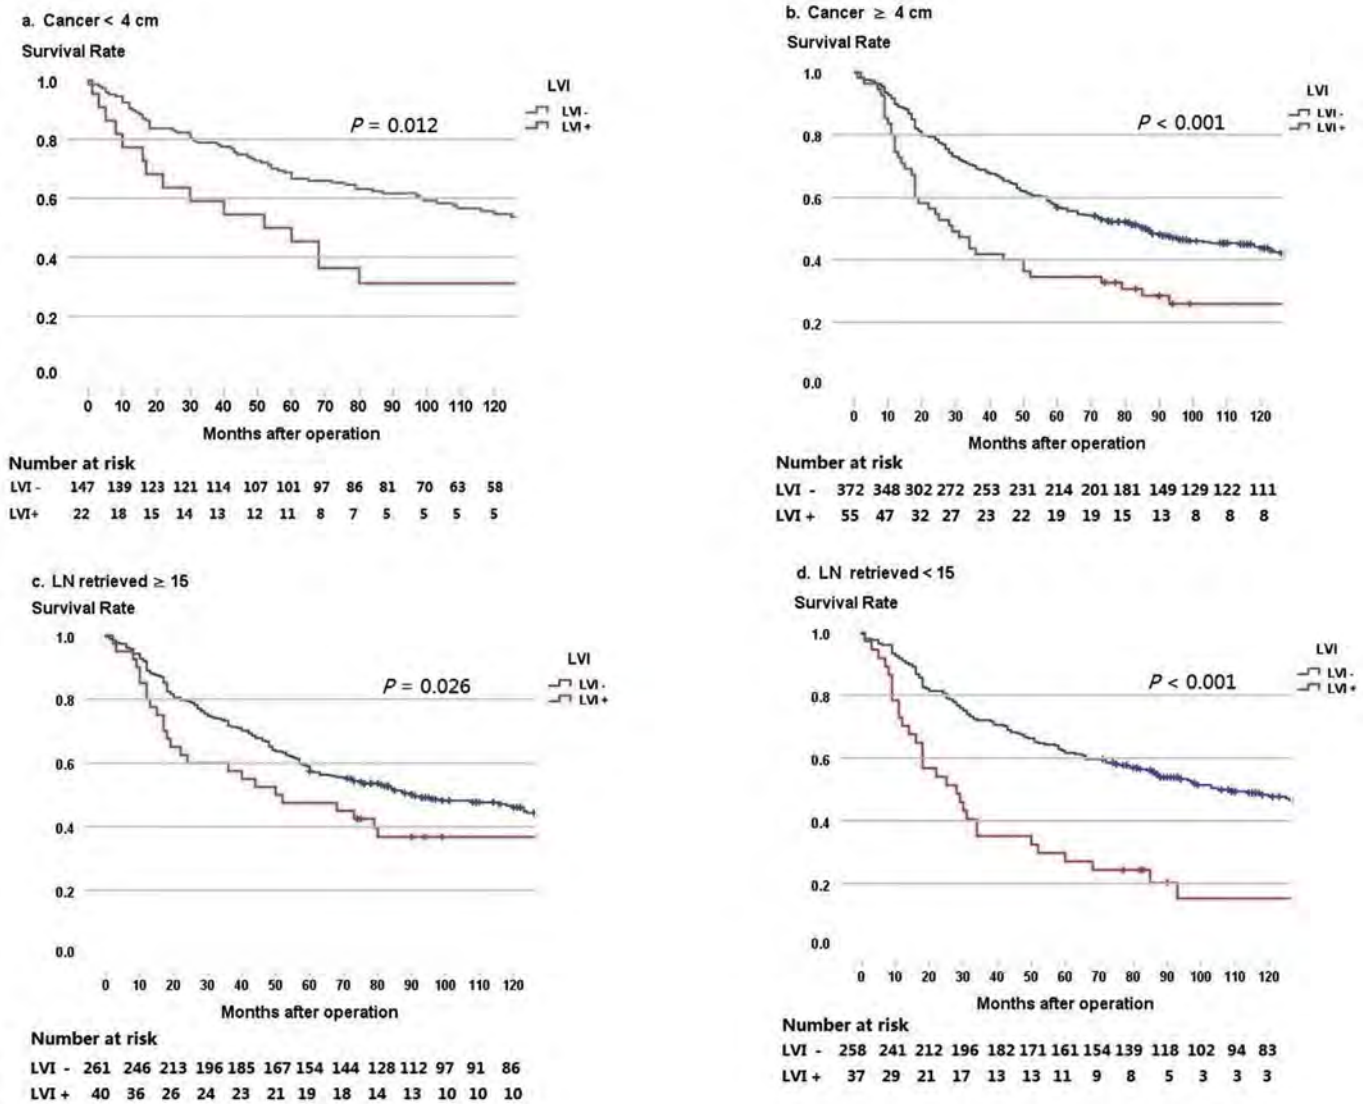 a. Cancer < 4 cm
Survival Rate
LVI
LVI -
LVI +
P = 0.012
1.0
0.8
0.6
0.4
0.2
0.0
0 10 20 30 40 50 60 70 80 90 100 110 120
Months after operation
Number at risk
LVI - 147 139 123 121 114 107 101 97 86 81 70 63 58
LVI+ 22 18 15 14 13 12 11 8 7 5 5 5 5
b. Cancer ≥ 4 cm
Survival Rate
LVI
LVI -
LVI +
P < 0.001
1.0
0.8
0.6
0.4
0.2
0.0
0 10 20 30 40 50 60 70 80 90 100 110 120
Months after operation
Number at risk
LVI - 372 348 302 272 253 231 214 201 181 149 129 122 111
LVI + 55 47 32 27 23 22 19 19 15 13 8 8 8
c. LN retrieved ≥ 15
Survival Rate
LVI
LVI -
LVI +
P = 0.026
1.0
0.8
0.6
0.4
0.2
0.0
0 10 20 30 40 50 60 70 80 90 100 110 120
Months after operation
Number at risk
LVI - 261 246 213 196 185 167 154 144 128 112 97 91 86
LVI + 40 36 26 24 23 21 19 18 14 13 10 10 10
d. LN retrieved < 15
Survival Rate
LVI
LVI -
LVI +
P < 0.001
1.0
0.8
0.6
0.4
0.2
0.0
0 10 20 30 40 50 60 70 80 90 100 110 120
Months after operation
Number at risk
LVI - 258 241 212 196 182 171 161 154 139 118 102 94 83
LVI + 37 29 21 17 13 13 11 9 8 5 3 3 3